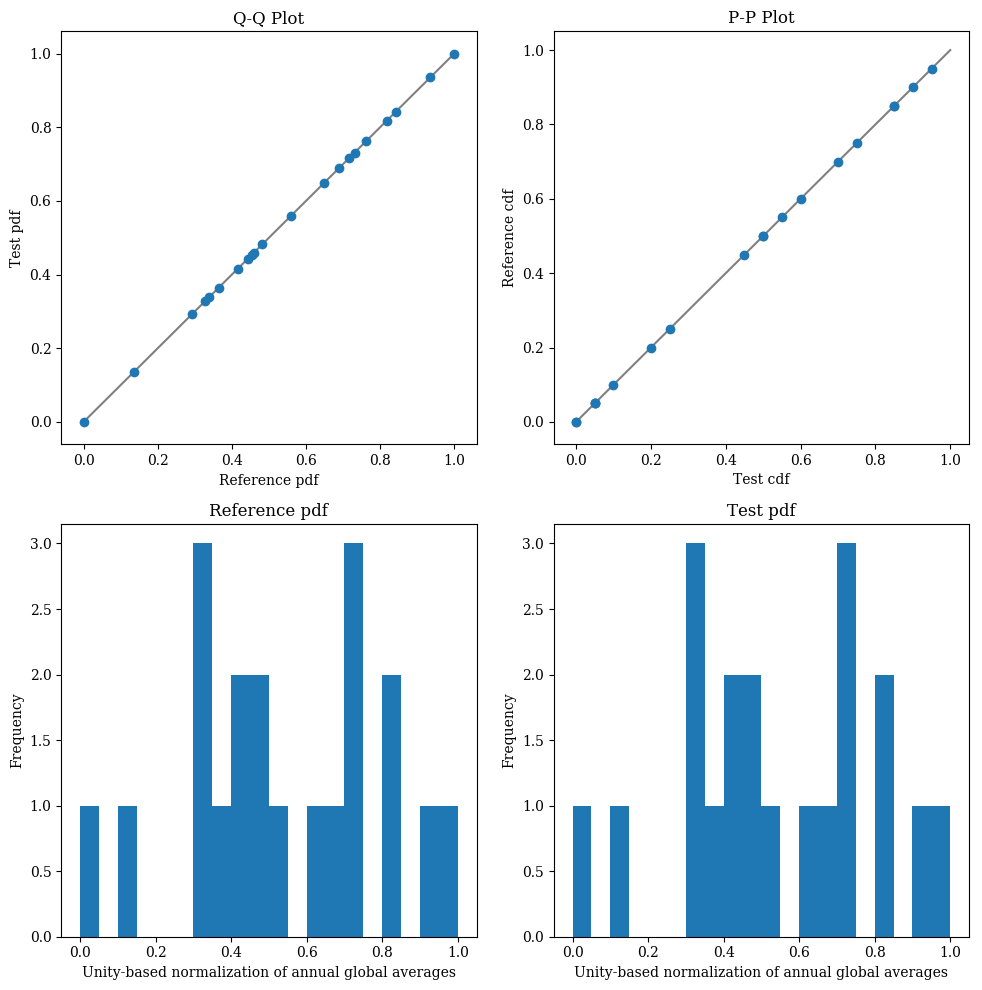 Q-Q Plot
1.0
0.8
0.6
0.4
0.2
0.0
Test pdf
0.0 0.2 0.4 0.6 0.8 1.0
Reference pdf
P-P Plot
1.0
0.8
0.6
0.4
0.2
0.0
Reference cdf
0.0 0.2 0.4 0.6 0.8 1.0
Test cdf
Reference pdf
3.0
2.5
2.0
1.5
1.0
0.5
0.0
Frequency
0.0 0.2 0.4 0.6 0.8 1.0
Unity-based normalization of annual global averages
Test pdf
3.0
2.5
2.0
1.5
1.0
0.5
0.0
Frequency
0.0 0.2 0.4 0.6 0.8 1.0
Unity-based normalization of annual global averages